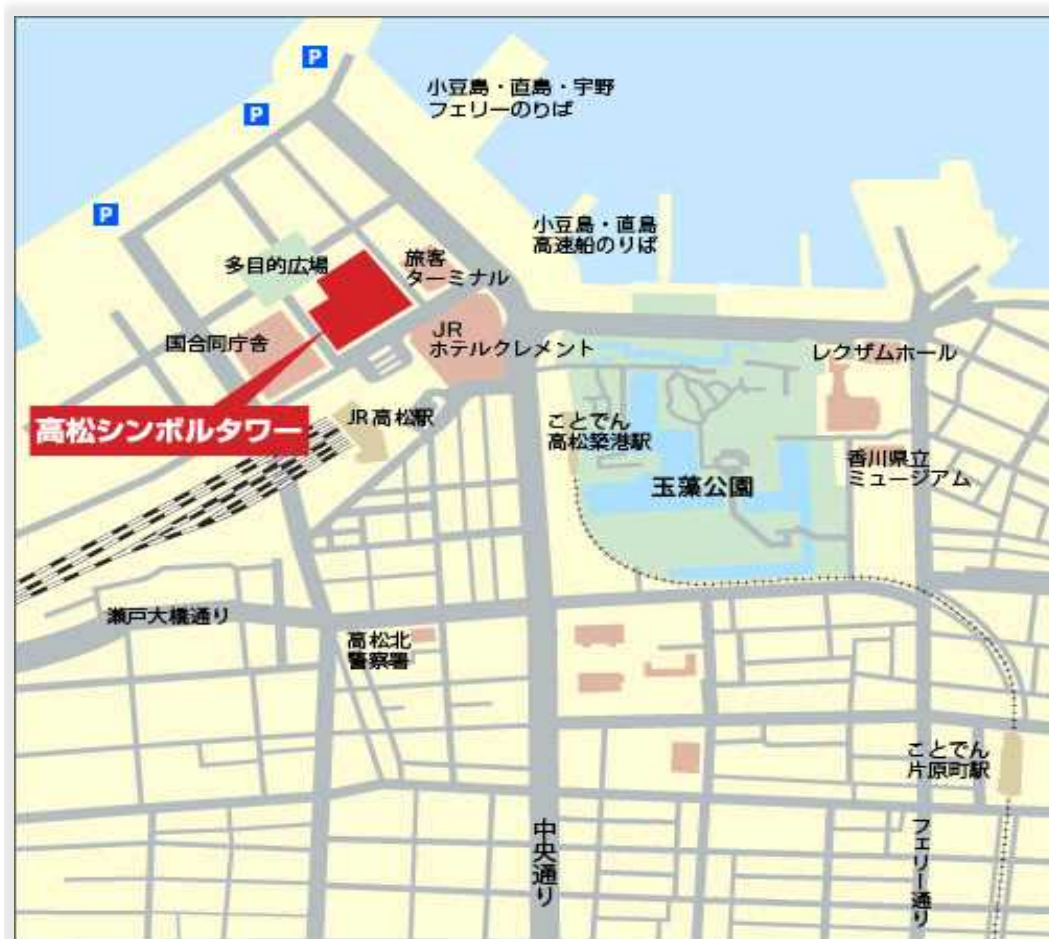 P
小豆島・直島・宇野
フェリーのりば
P
P
小豆島・直島
高速船のりば
多目的広場
旅客
ターミナル
国合同庁舎
JR
ホテルクレメント
レクザムホール
高松シンボルタワー
JR高松駅
ことでん
高松築港駅
香川県立
ミュージアム
玉藻公園
瀬戸大橋通り
高松北
警察署
ことでん
片原町駅
中央通り
フェリー通り